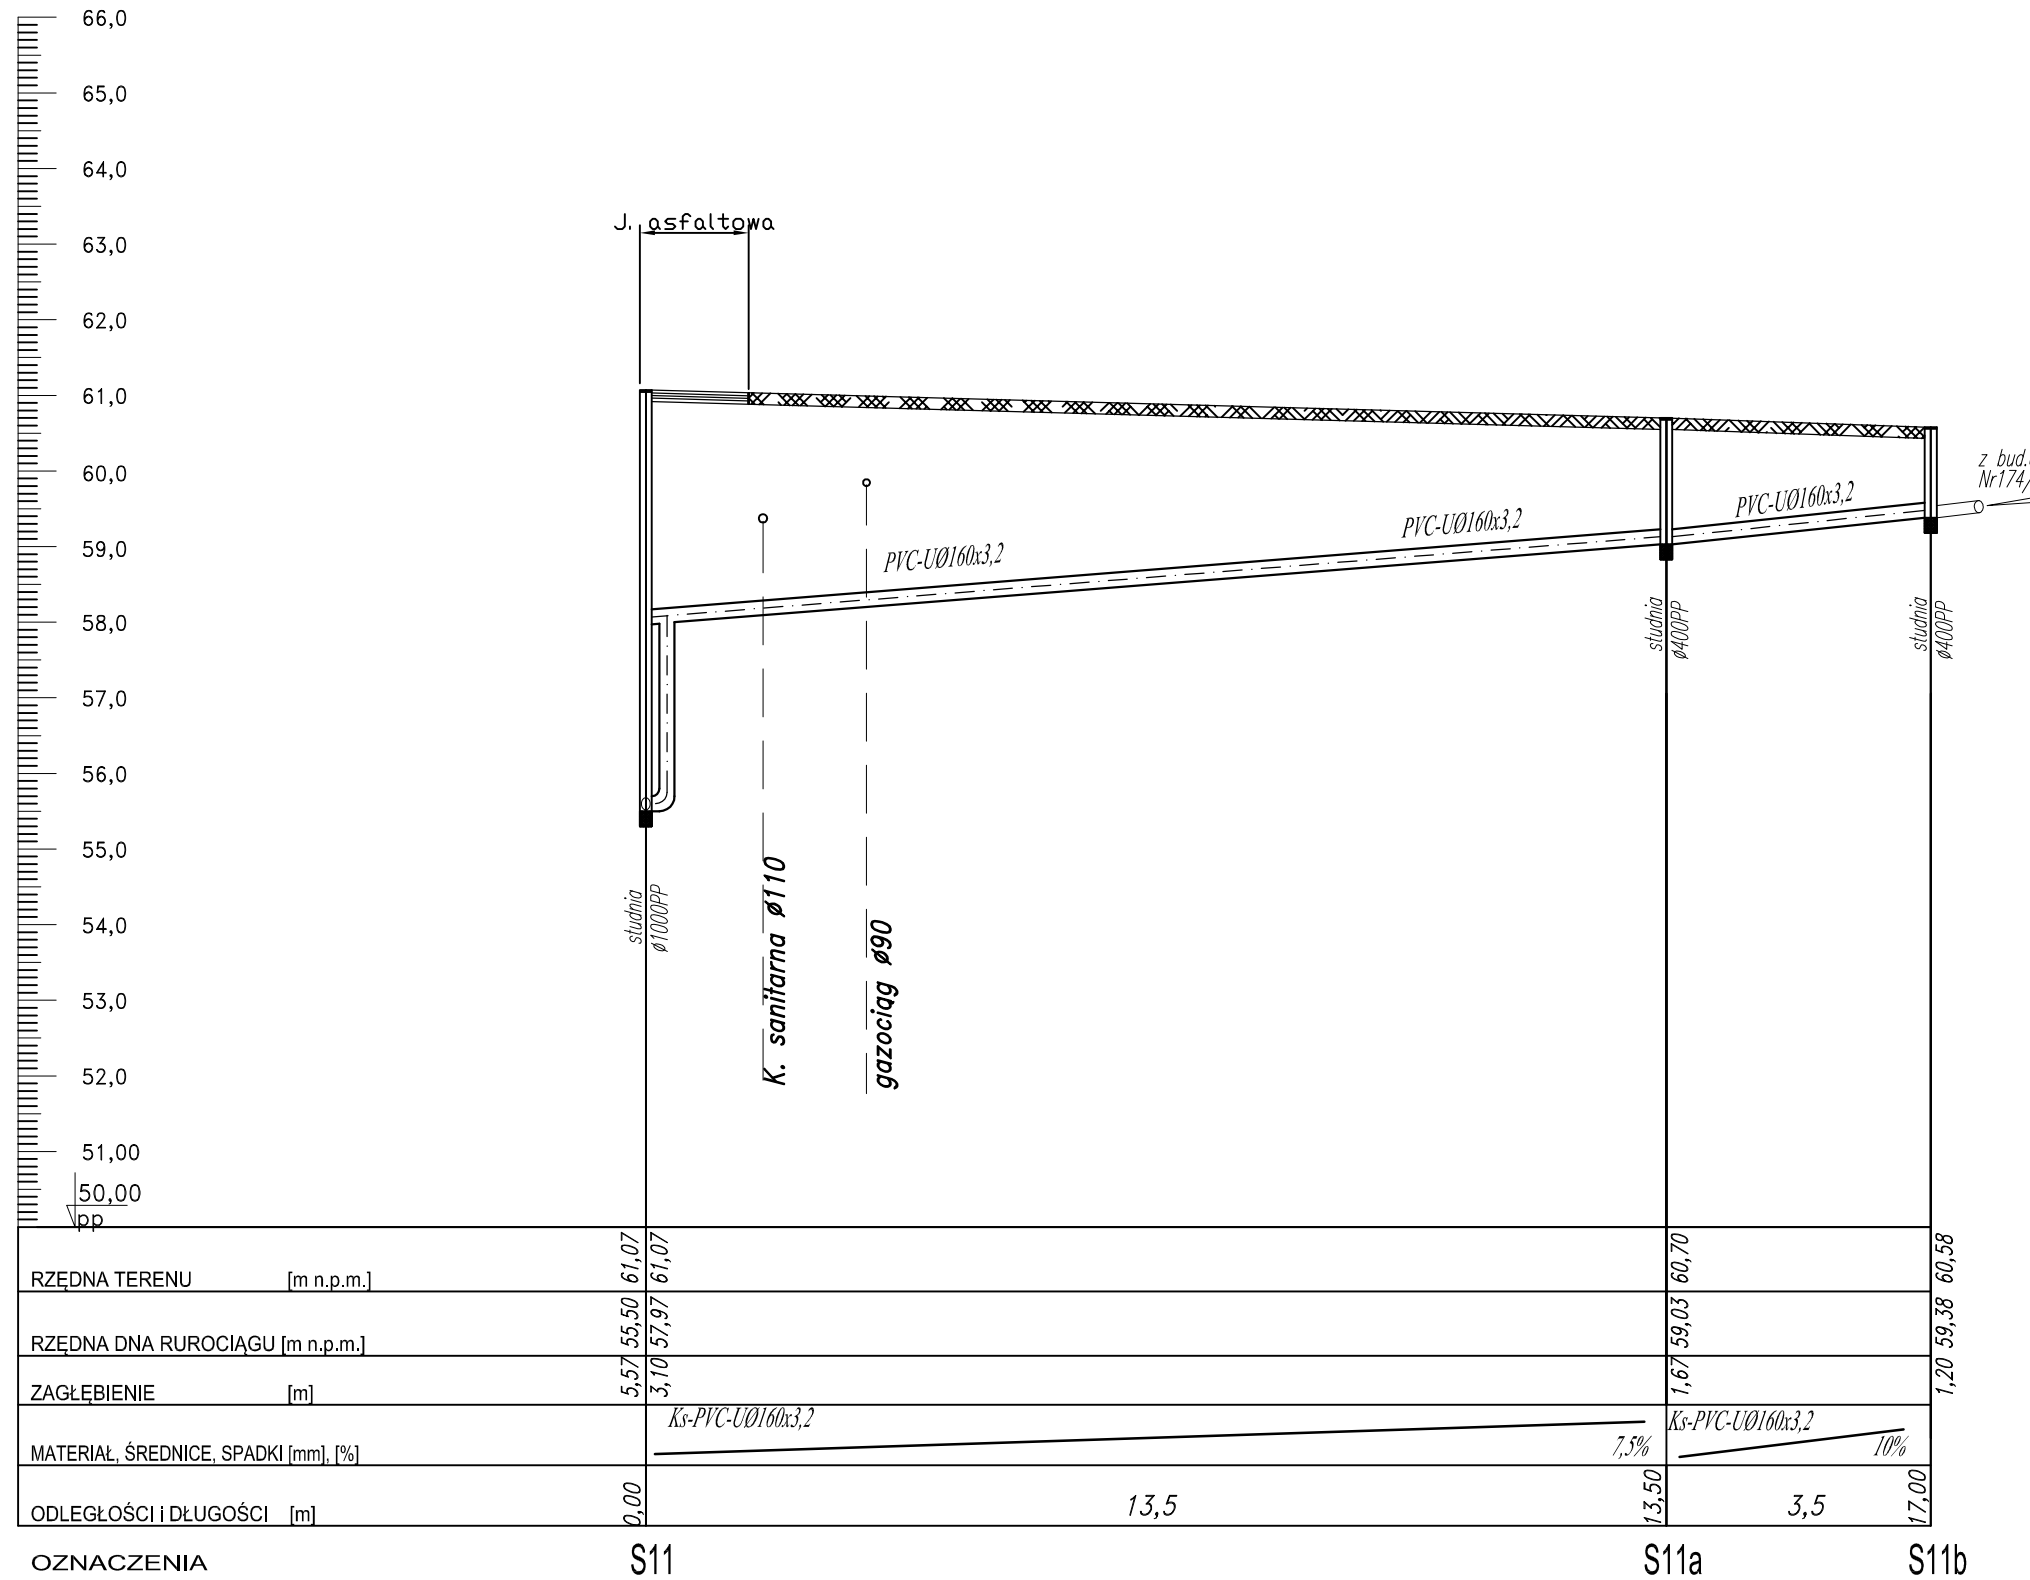 66,0
65,0
64,0
63,0
62,0
61,0
60,0
59,0
58,0
57,0
56,0
55,0
54,0
53,0
52,0
51,00
50,00
pp
J. asfaltowa
PVC-UØ160x3,2
PVC-UØ160x3,2
PVC-UØ160x3,2
z bud.
Nr174/
studnia
ø1000PP
K. sanitarna ø110
gazociąg ø90
studnia
ø400PP
studnia
ø400PP
RZĘDNA TERENU [m n.p.m.] 61,07 61,07 60,70 60,58
RZĘDNA DNA RUROCIĄGU [m n.p.m.] 55,50 57,97 59,03 59,38
ZAGŁĘBIENIE [m] 5,57 3,10 1,67 1,20
MATERIAŁ, ŚREDNICE, SPADKI [mm], [%] Ks-PVC-UØ160x3,2 7,5% Ks-PVC-UØ160x3,2 10%
ODLEGŁOŚCI i DŁUGOŚCI [m] 0,00 13,5 13,50 3,5 17,00
OZNACZENIA S11 S11a S11b